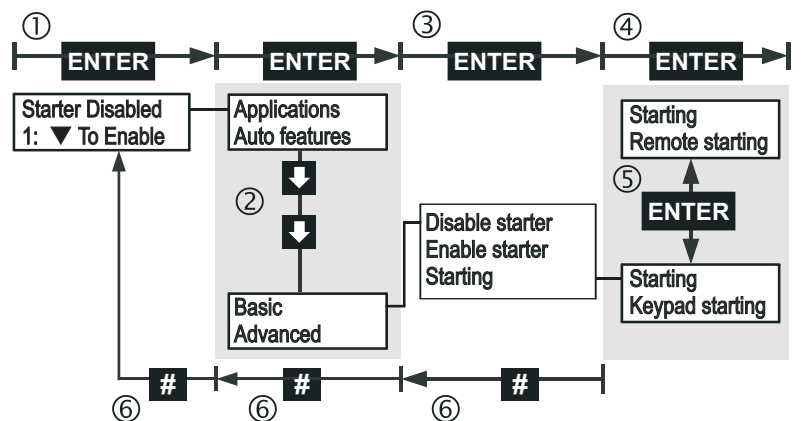 ① ③ ④
ENTER ENTER ENTER ENTER
Starter Disabled
1: ▼ To Enable
Applications
Auto features
②
Disable starter
Enable starter
Starting
Basic
Advanced
Starting
Remote starting
⑤
ENTER
Starting
Keypad starting
# # #
⑥ ⑥ ⑥